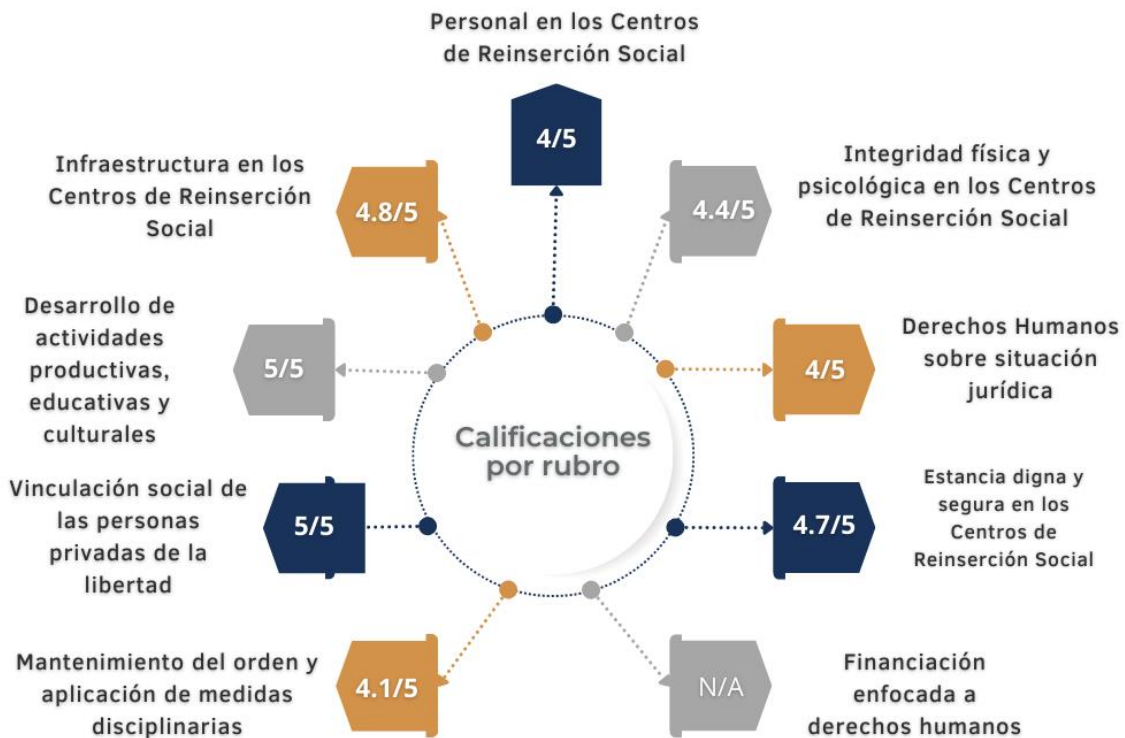 Personal en los Centros
de Reinserción Social
4/5
Infraestructura en los
Centros de Reinserción
Social
4.8/5
Integridad física y
psicológica en los Centros
de Reinserción Social
4.4/5
Desarrollo de
actividades
productivas,
educativas y
culturales
5/5
Derechos Humanos
sobre situación
jurídica
4/5
Calificaciones
por rubro
Vinculación social de
las personas
privadas de la
libertad
5/5
Estancia digna y
segura en los
Centros de
Reinserción Social
4.7/5
Mantenimiento del orden y
aplicación de medidas
disciplinarias
4.1/5
Financiación
enfocada a
derechos humanos
N/A